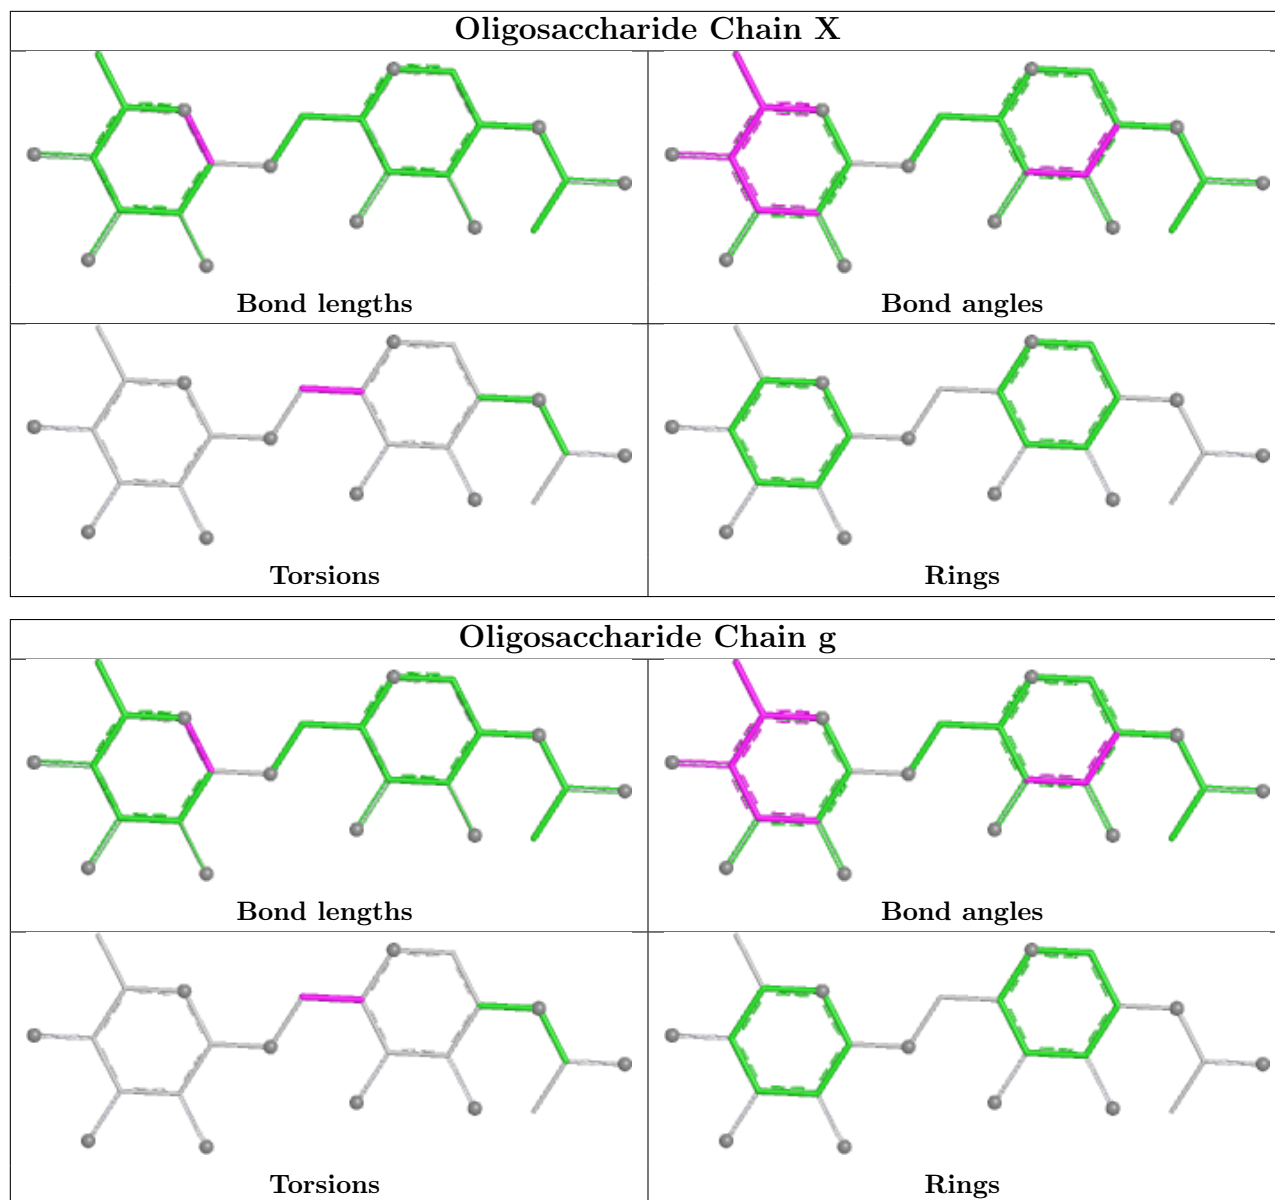 Oligosaccharide Chain X
Bond lengths
Bond angles
Torsions
Rings
Oligosaccharide Chain g
Bond lengths
Bond angles
Torsions
Rings